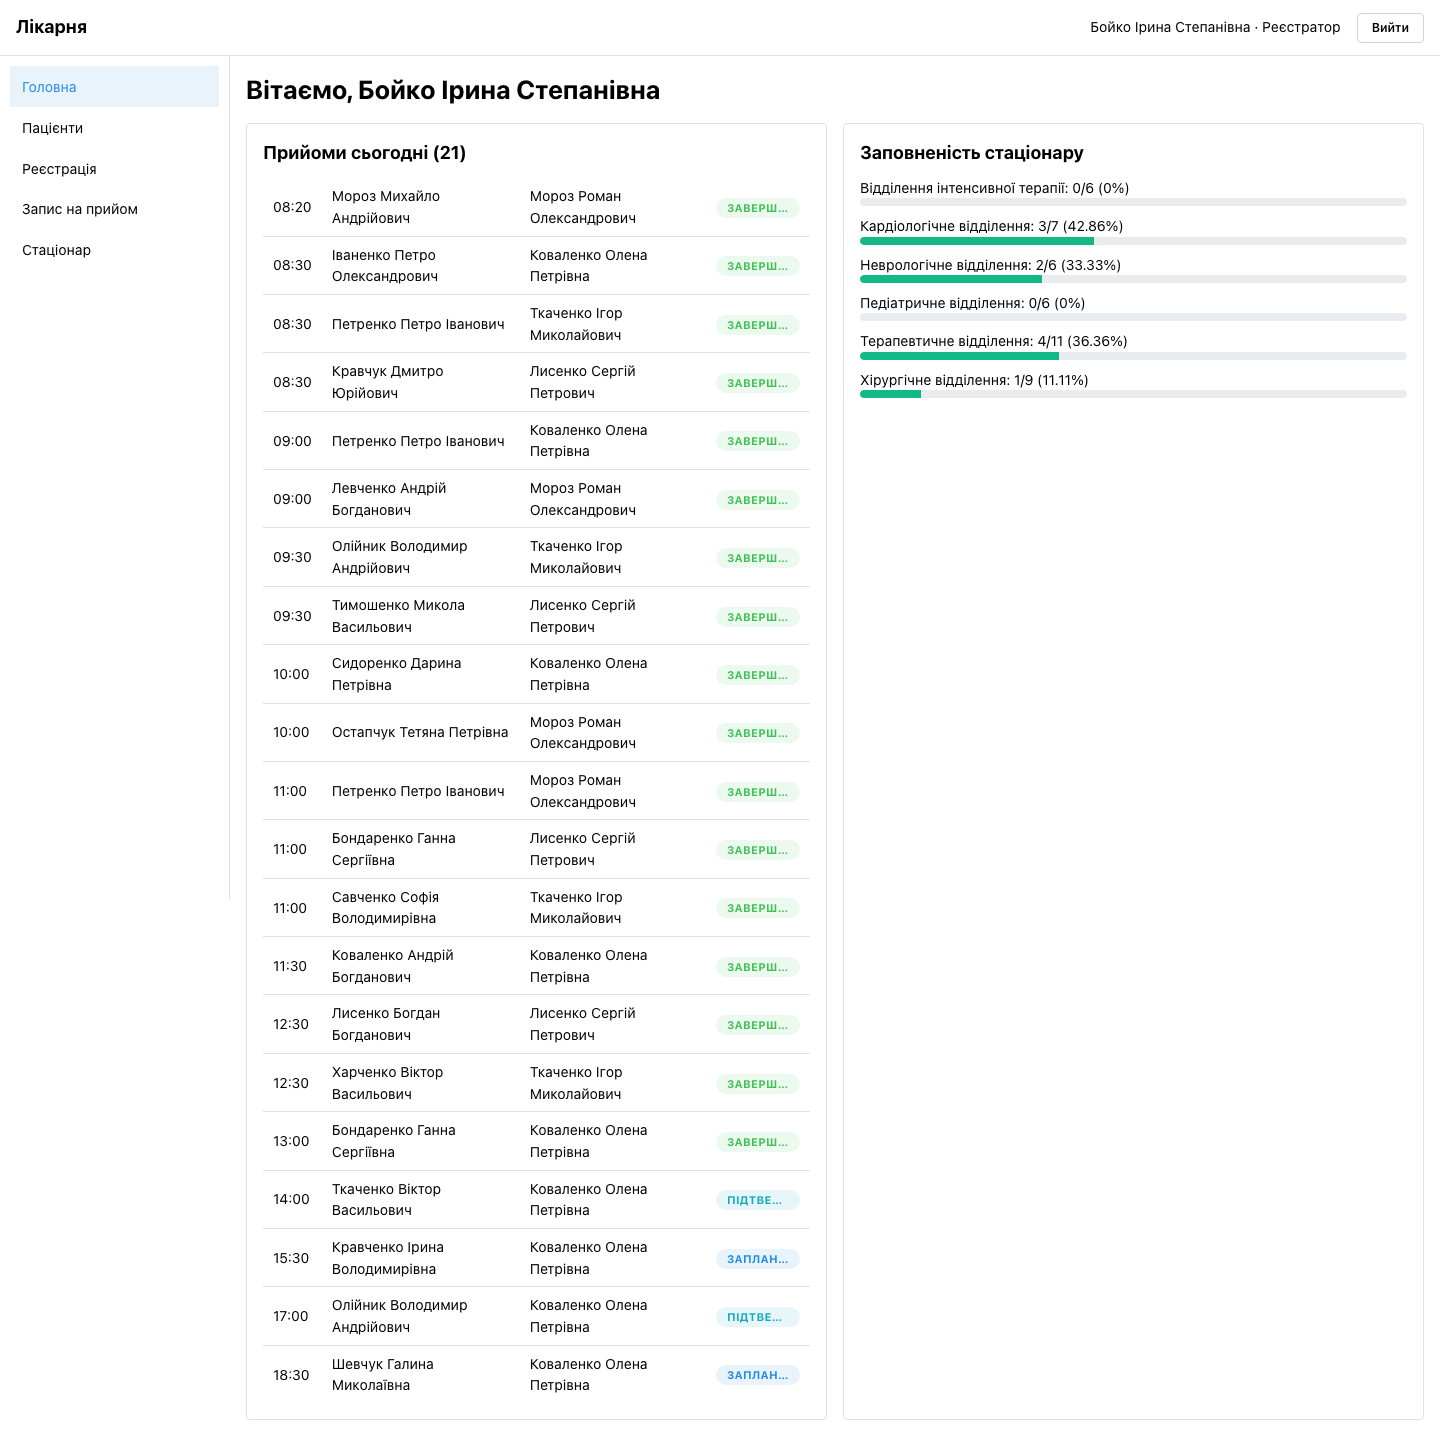 Лікарня
Бойко Ірина Степанівна · Реєстратор
Вийти
Головна
Пацієнти
Реєстрація
Запис на прийом
Стаціонар
Вітаємо, Бойко Ірина Степанівна
Прийоми сьогодні (21)
08:20
Мороз Михайло
Андрійович
Мороз Роман
Олександрович
ЗАВЕРШ...
08:30
Іваненко Петро
Олександрович
Коваленко Олена
Петрівна
ЗАВЕРШ...
08:30
Петренко Петро Іванович
Ткаченко Ігор
Миколайович
ЗАВЕРШ...
08:30
Кравчук Дмитро
Юрійович
Лисенко Сергій
Петрович
ЗАВЕРШ...
09:00
Петренко Петро Іванович
Коваленко Олена
Петрівна
ЗАВЕРШ...
09:00
Левченко Андрій
Богданович
Мороз Роман
Олександрович
ЗАВЕРШ...
09:30
Олійник Володимир
Андрійович
Ткаченко Ігор
Миколайович
ЗАВЕРШ...
09:30
Тимошенко Микола
Васильович
Лисенко Сергій
Петрович
ЗАВЕРШ...
10:00
Сидоренко Дарина
Петрівна
Коваленко Олена
Петрівна
ЗАВЕРШ...
10:00
Остапчук Тетяна Петрівна
Мороз Роман
Олександрович
ЗАВЕРШ...
11:00
Петренко Петро Іванович
Мороз Роман
Олександрович
ЗАВЕРШ...
11:00
Бондаренко Ганна
Сергіївна
Лисенко Сергій
Петрович
ЗАВЕРШ...
11:00
Савченко Софія
Володимирівна
Ткаченко Ігор
Миколайович
ЗАВЕРШ...
11:30
Коваленко Андрій
Богданович
Коваленко Олена
Петрівна
ЗАВЕРШ...
12:30
Лисенко Богдан
Богданович
Лисенко Сергій
Петрович
ЗАВЕРШ...
12:30
Харченко Віктор
Васильович
Ткаченко Ігор
Миколайович
ЗАВЕРШ...
13:00
Бондаренко Ганна
Сергіївна
Коваленко Олена
Петрівна
ЗАВЕРШ...
14:00
Ткаченко Віктор
Васильович
Коваленко Олена
Петрівна
ПІДТВЕ...
15:30
Кравченко Ірина
Володимирівна
Коваленко Олена
Петрівна
ЗАПЛАН...
17:00
Олійник Володимир
Андрійович
Коваленко Олена
Петрівна
ПІДТВЕ...
18:30
Шевчук Галина
Миколаївна
Коваленко Олена
Петрівна
ЗАПЛАН...
Заповненість стаціонару
Відділення інтенсивної терапії: 0/6 (0%)
Кардіологічне відділення: 3/7 (42.86%)
Неврологічне відділення: 2/6 (33.33%)
Педіатричне відділення: 0/6 (0%)
Терапевтичне відділення: 4/11 (36.36%)
Хірургічне відділення: 1/9 (11.11%)